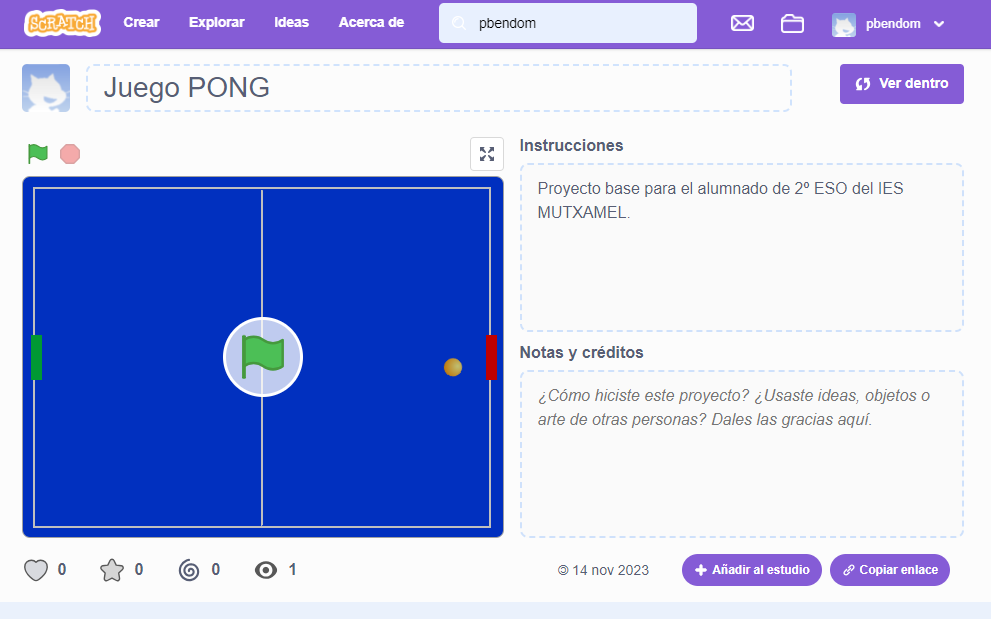 SCRATCH Crear Explorar Ideas Acerca de pbendom pbendom
Juego PONG Ver dentro
Instrucciones
Proyecto base para el alumnado de 2º ESO del IES
MUTXAMEL.
Notas y créditos
¿Cómo hiciste este proyecto? ¿Usaste ideas, objetos o
arte de otras personas? Dales las gracias aquí.
0 0 0 1 © 14 nov 2023 Añadir al estudio Copiar enlace